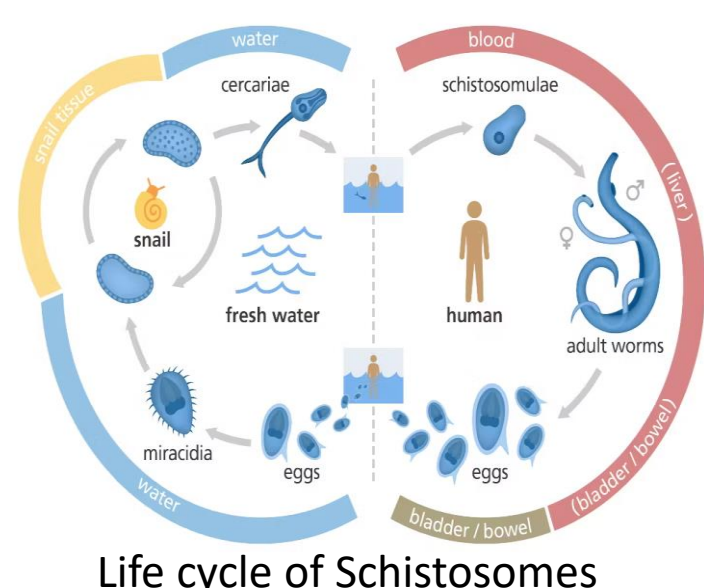 water
blood
cercariae
schistosomulae
snail tissue
(liver)
♂
♀
snail
fresh water
human
adult worms
miracidia
eggs
eggs
water
bladder / bowel
(bladder / bowel)
Life cycle of Schistosomes